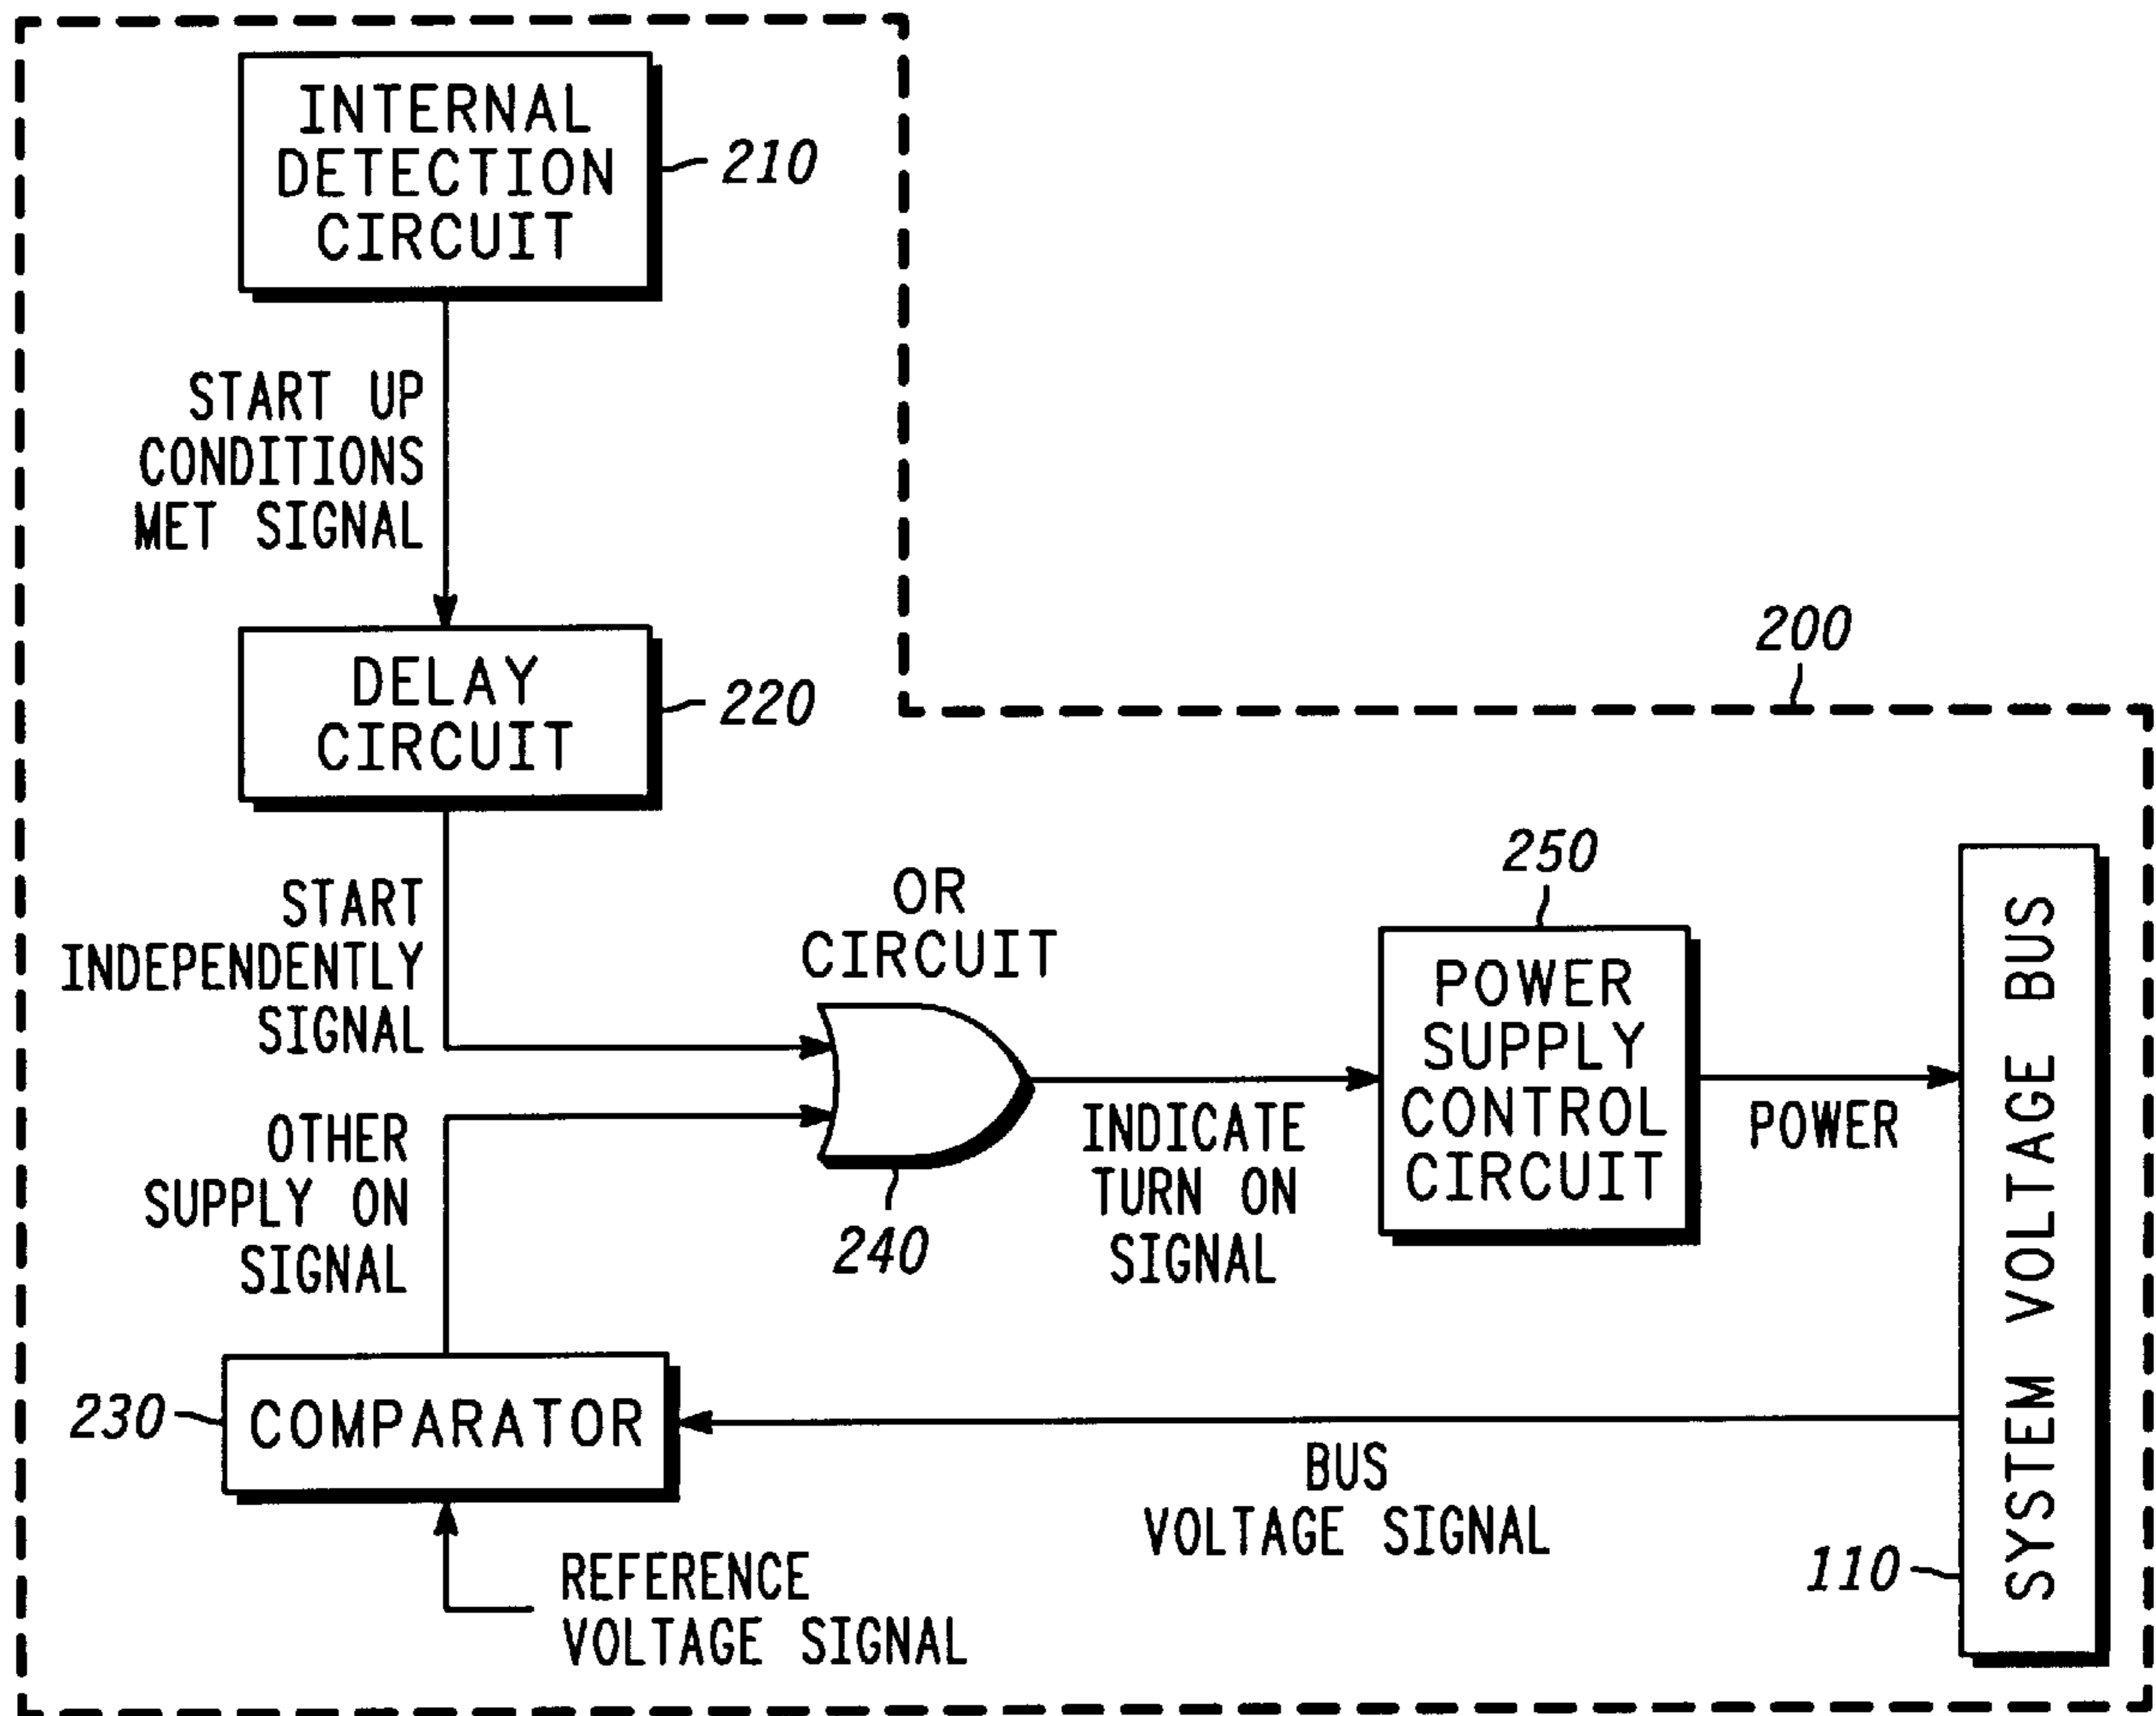 INTERNAL
DETECTION
CIRCUIT
210
START UP
CONDITIONS
MET SIGNAL
DELAY
CIRCUIT
220
200
START
INDEPENDENTLY
SIGNAL
OR
CIRCUIT
240
OTHER
SUPPLY ON
SIGNAL
INDICATE
TURN ON
SIGNAL
250
POWER
SUPPLY
CONTROL
CIRCUIT
POWER
SYSTEM VOLTAGE BUS
110
230
COMPARATOR
BUS
VOLTAGE SIGNAL
REFERENCE
VOLTAGE SIGNAL